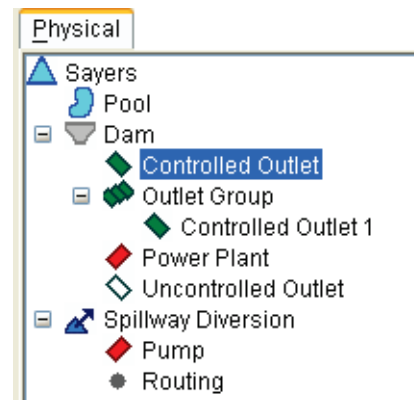 Physical
Sayers
Pool
Dam
Controlled Outlet
Outlet Group
Controlled Outlet 1
Power Plant
Uncontrolled Outlet
Spillway Diversion
Pump
Routing